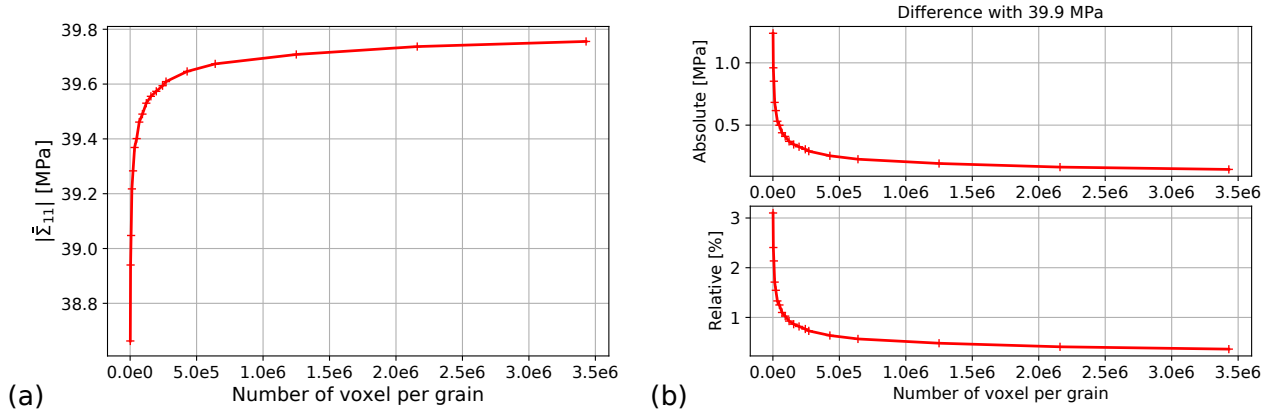 39.8
39.6
39.4
39.2
39.0
38.8
|Σ̄₁₁| [MPa]
0.0e0 5.0e5 1.0e6 1.5e6 2.0e6 2.5e6 3.0e6 3.5e6
Number of voxel per grain
(a)
Difference with 39.9 MPa
1.0
0.5
Absolute [MPa]
0.0e0 5.0e5 1.0e6 1.5e6 2.0e6 2.5e6 3.0e6 3.5e6
3
2
1
Relative [%]
0.0e0 5.0e5 1.0e6 1.5e6 2.0e6 2.5e6 3.0e6 3.5e6
Number of voxel per grain
(b)